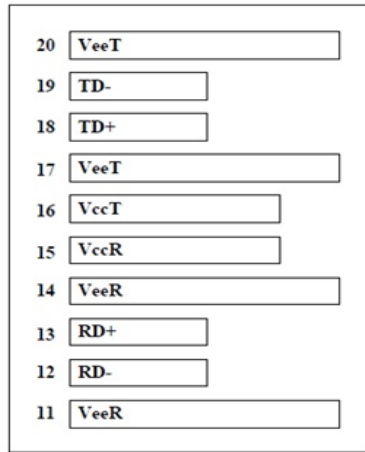 20 VeeT
19 TD-
18 TD+
17 VeeT
16 VccT
15 VccR
14 VeeR
13 RD+
12 RD-
11 VeeR